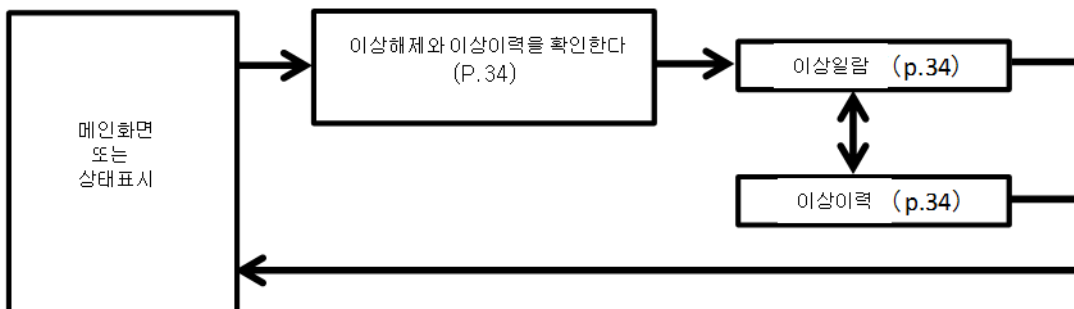 메인화면
또는
상태표시
이상해제와 이상이력을 확인한다
(P.34)
이상일람 (p.34)
이상이력 (p.34)